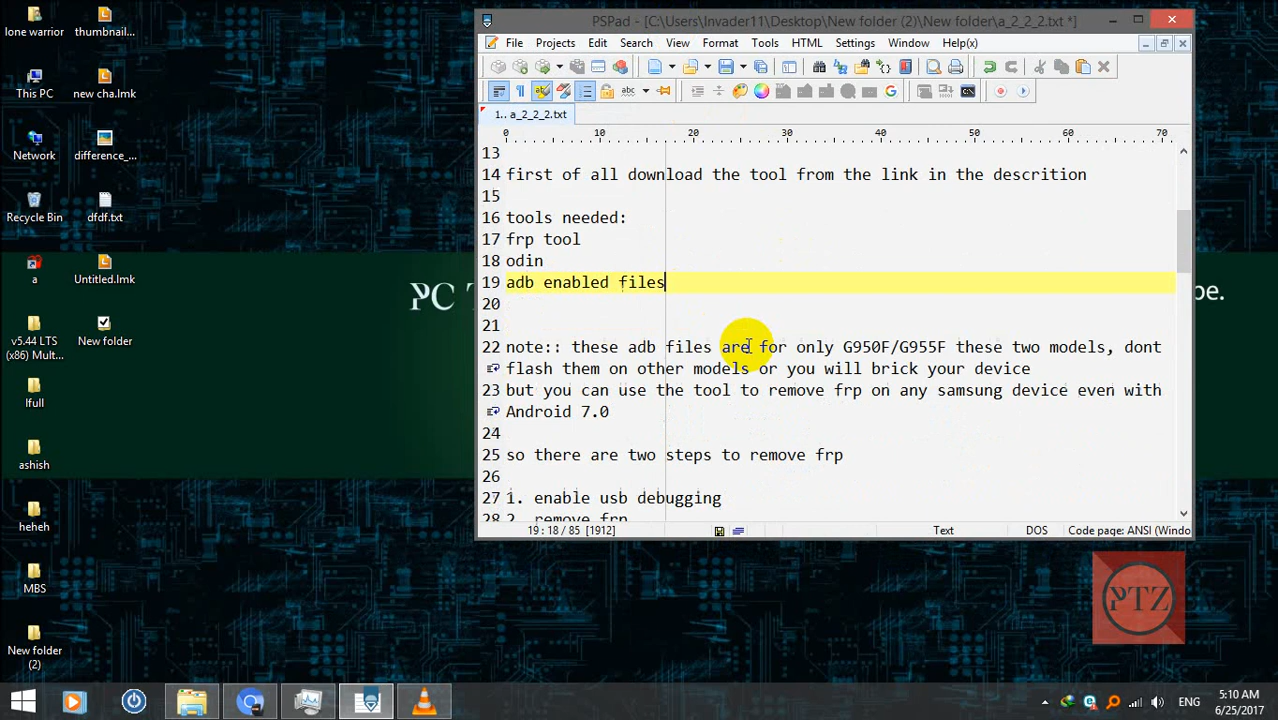 PSPad - [C:\Users\Invader11\Desktop\New folder (2)\New folder\a_2_2_2.txt *]
File Projects Edit Search View Format Tools HTML Settings Window Help(x)
1.. a_2_2_2.txt
0 10 20 30 40 50 60 70
13
14 first of all download the tool from the link in the descrition
15
16 tools needed:
17 frp tool
18 odin
19 adb enabled files
20
21
22 note:: these adb files are for only G950F/G955F these two models, dont
flash them on other models or you will brick your device
23 but you can use the tool to remove frp on any samsung device even with
Android 7.0
24
25 so there are two steps to remove frp
26
27 1. enable usb debugging
28 2. remove frp
19 : 18 / 85 [1912] Text DOS Code page: ANSI (Windo
lone warrior
thumbnail...
This PC
new cha.lmk
Network
difference_...
Recycle Bin
dfdf.txt
a
Untitled.lmk
v5.44 LTS
(x86) Mult...
New folder
lfull
ashish
heheh
MBS
New folder
(2)
PC T
be.
PTZ
ENG
5:10 AM
6/25/2017